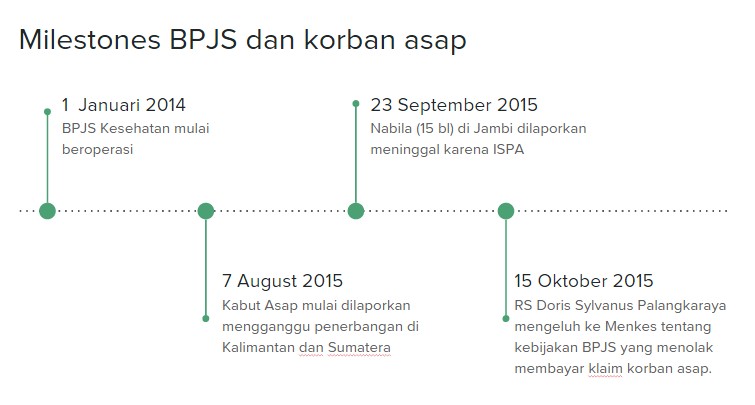 Milestones BPJS dan korban asap
1 Januari 2014
BPJS Kesehatan mulai
beroperasi
23 September 2015
Nabila (15 bl) di Jambi dilaporkan
meninggal karena ISPA
7 August 2015
Kabut Asap mulai dilaporkan
mengganggu penerbangan di
Kalimantan dan Sumatera
15 Oktober 2015
RS Doris Sylvanus Palangkaraya
mengeluh ke Menkes tentang
kebijakan BPJS yang menolak
membayar klaim korban asap.